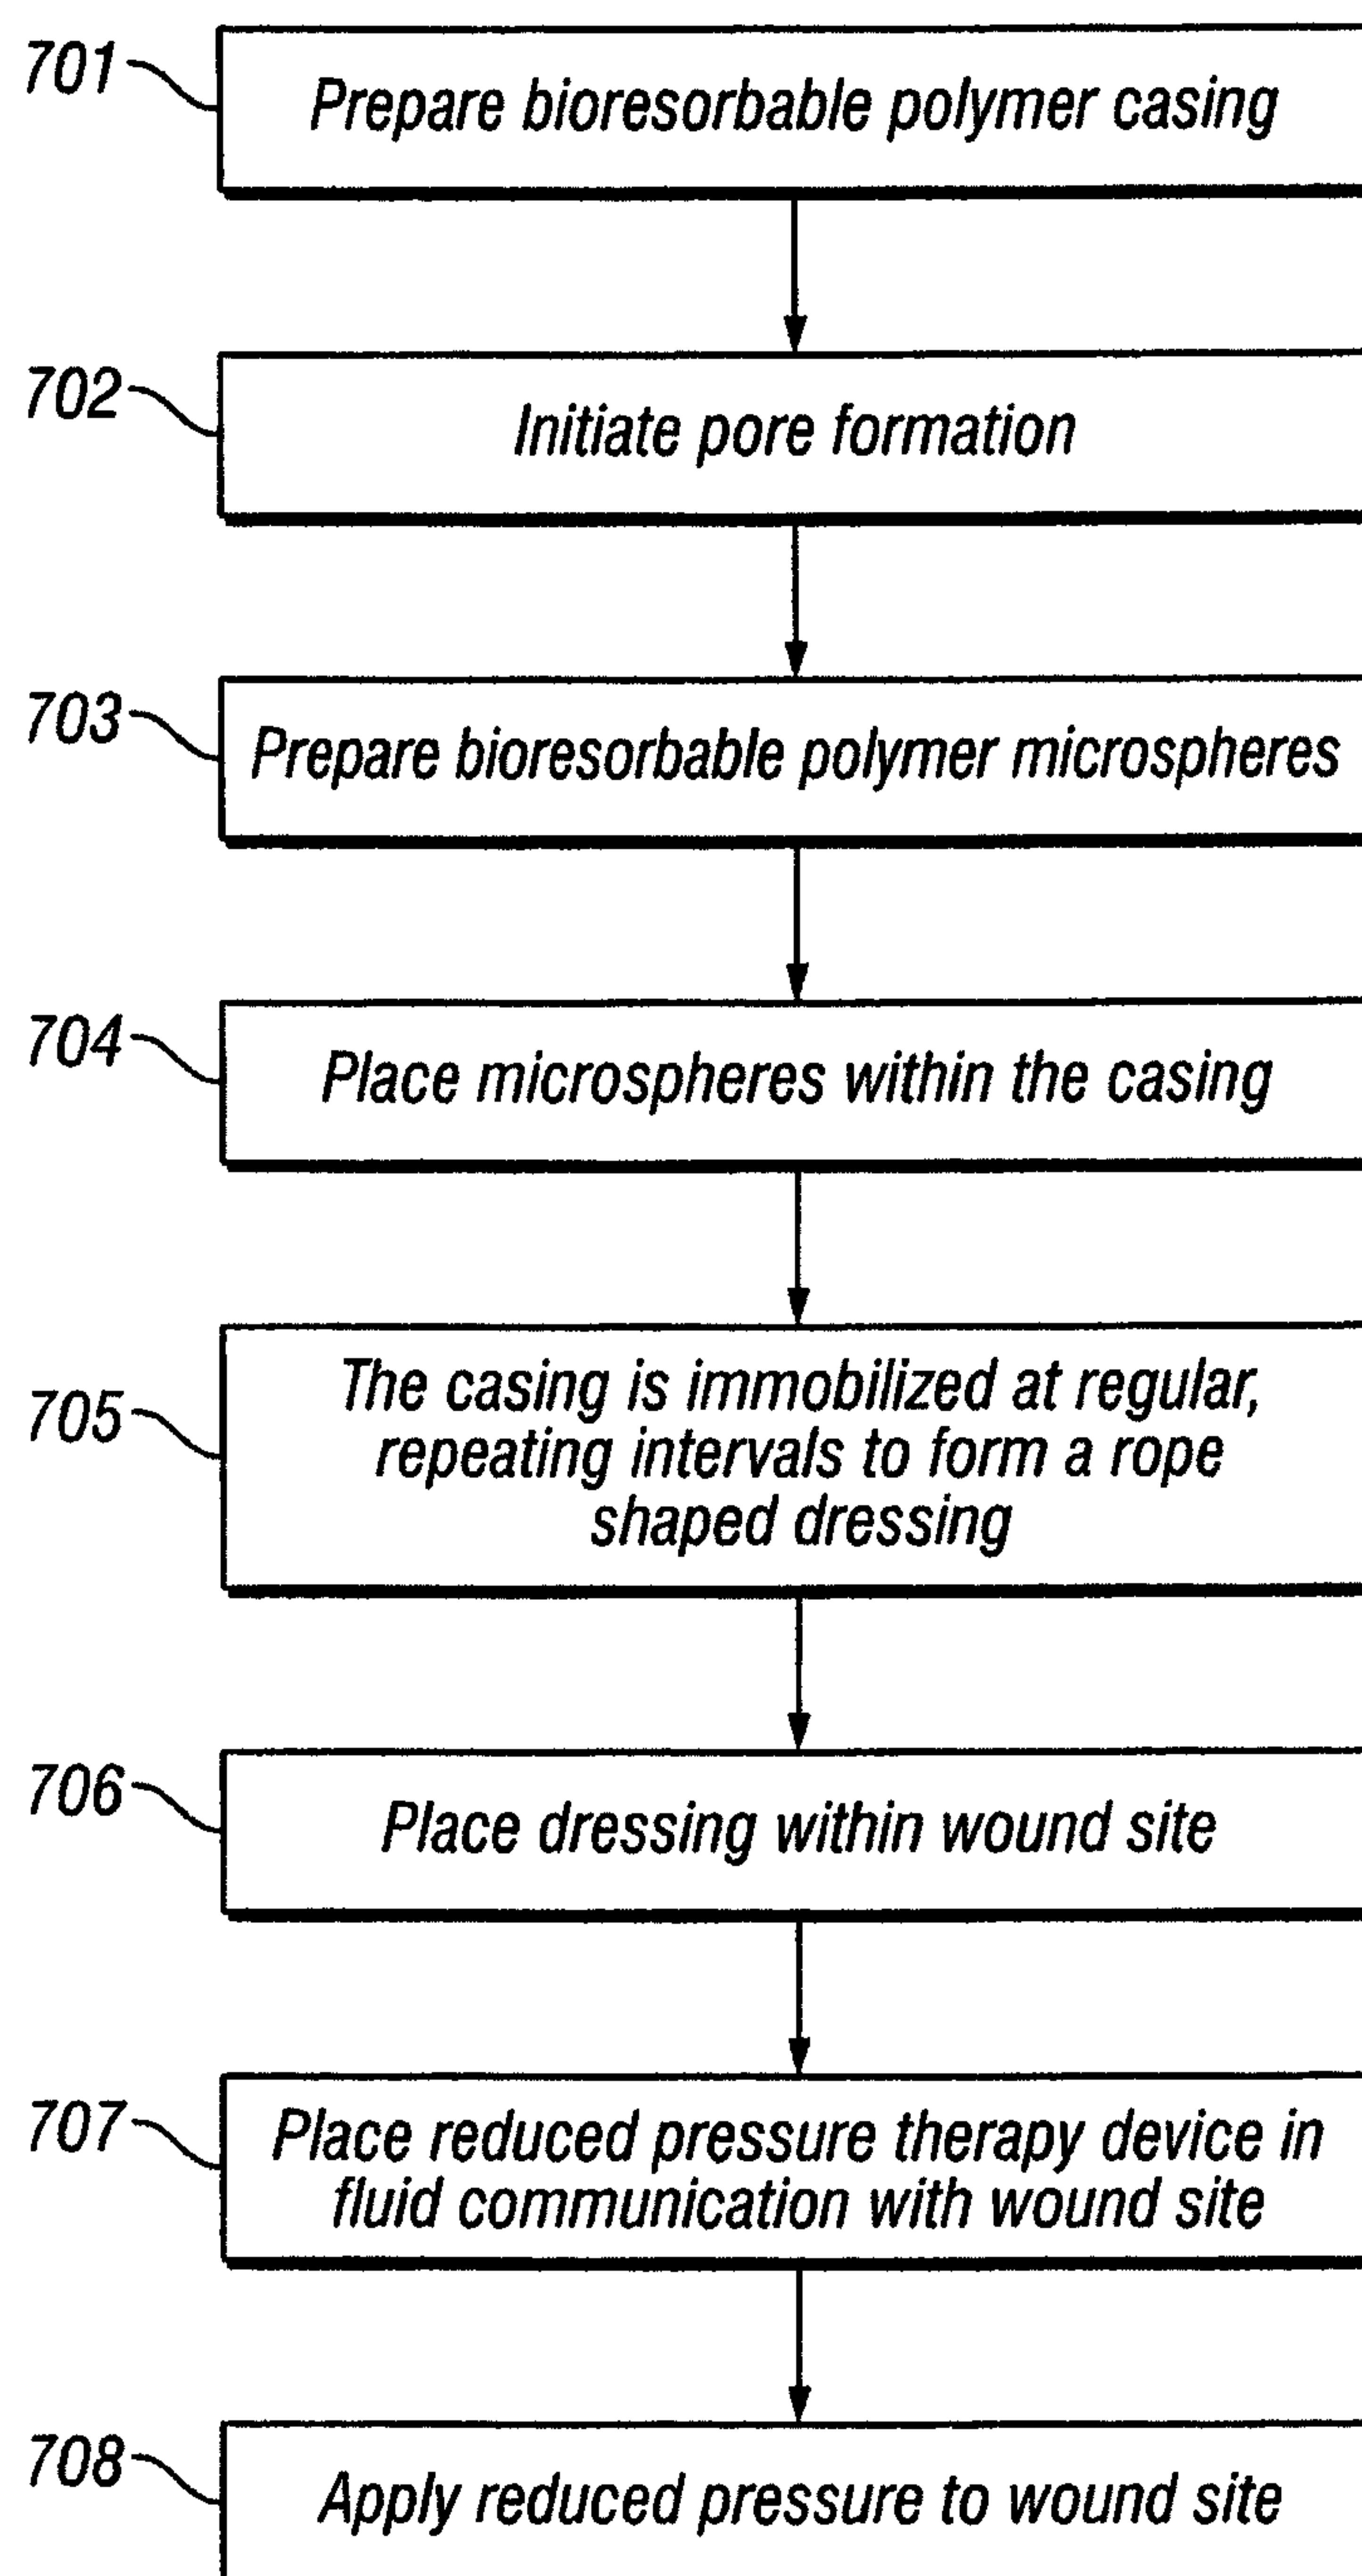 701
Prepare bioresorbable polymer casing
702
Initiate pore formation
703
Prepare bioresorbable polymer microspheres
704
Place microspheres within the casing
705
The casing is immobilized at regular,
repeating intervals to form a rope
shaped dressing
706
Place dressing within wound site
707
Place reduced pressure therapy device in
fluid communication with wound site
708
Apply reduced pressure to wound site